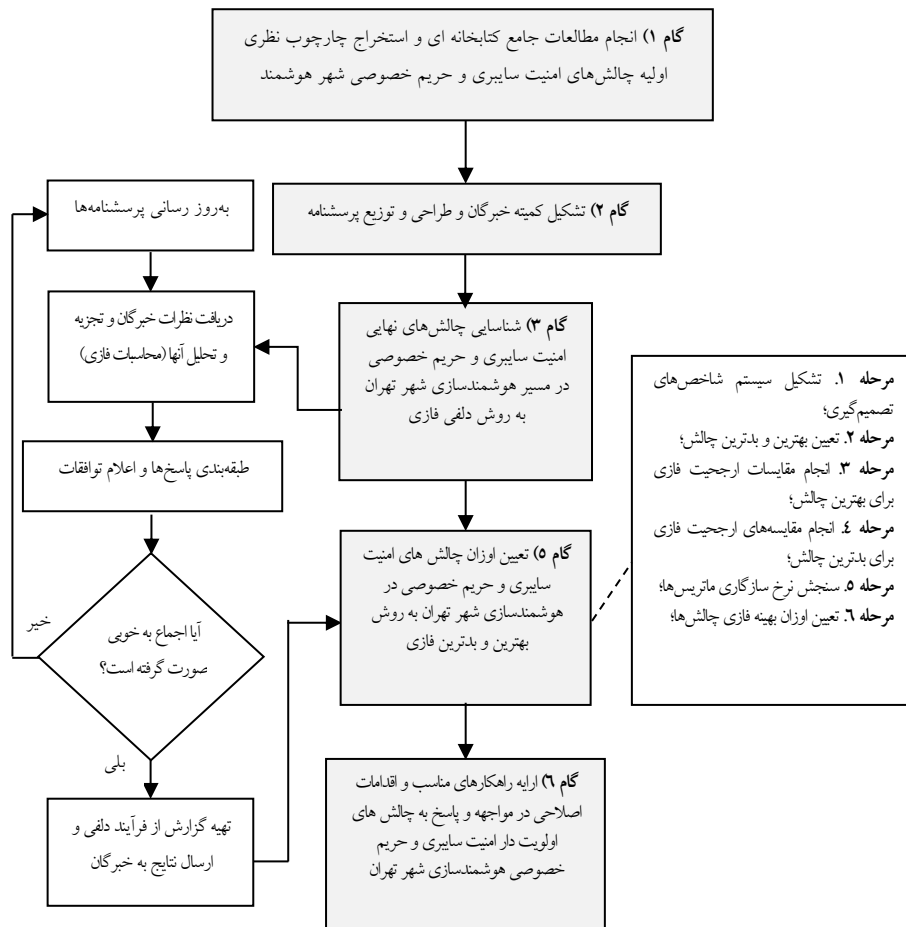 گام ۱) انجام مطالعات جامع کتابخانه ای و استخراج چارچوب نظری
اولیه چالش‌های امنیت سایبری و حریم خصوصی شهر هوشمند
گام ۲) تشکیل کمیته خبرگان و طراحی و توزیع پرسشنامه
گام ۳) شناسایی چالش‌های نهایی
امنیت سایبری و حریم خصوصی
در مسیر هوشمندسازی شهر تهران
به روش دلفی فازی
به‌روز رسانی پرسشنامه‌ها
دریافت نظرات خبرگان و تجزیه
و تحلیل آنها (محاسبات فازی)
طبقه‌بندی پاسخ‌ها و اعلام توافقات
آیا اجماع به خوبی
صورت گرفته است؟
خیر
بلی
تهیه گزارش از فرآیند دلفی و
ارسال نتایج به خبرگان
گام ۵) تعیین اوزان چالش های امنیت
سایبری و حریم خصوصی در
هوشمندسازی شهر تهران به روش
بهترین و بدترین فازی
مرحله ۱. تشکیل سیستم شاخص‌های
تصمیم‌گیری؛
مرحله ۲. تعیین بهترین و بدترین چالش؛
مرحله ۳. انجام مقایسات ارجحیت فازی
برای بهترین چالش؛
مرحله ٤. انجام مقایسه‌های ارجحیت فازی
برای بدترین چالش؛
مرحله ۵. سنجش نرخ سازگاری ماتریس‌ها؛
مرحله ٦. تعیین اوزان بهینه فازی چالش‌ها؛
گام ٦) ارایه راهکارهای مناسب و اقدامات
اصلاحی در مواجهه و پاسخ به چالش های
اولویت دار امنیت سایبری و حریم
خصوصی هوشمندسازی شهر تهران